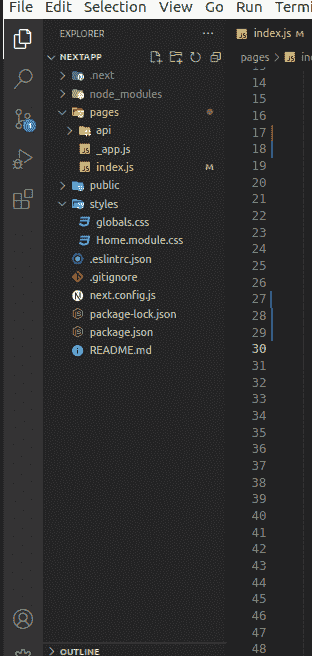 File Edit Selection View Go Run Termi
EXPLORER
index.js M
NEXTAPP
pages > 
.next
node_modules
pages
api
_app.js
index.js M
public
styles
globals.css
Home.module.css
.eslintrc.json
.gitignore
next.config.js
package-lock.json
package.json
README.md
14
15
16
17
18
19
20
21
22
23
24
25
26
27
28
29
30
31
32
33
34
35
36
37
38
39
40
41
42
43
44
45
46
47
48
OUTLINE